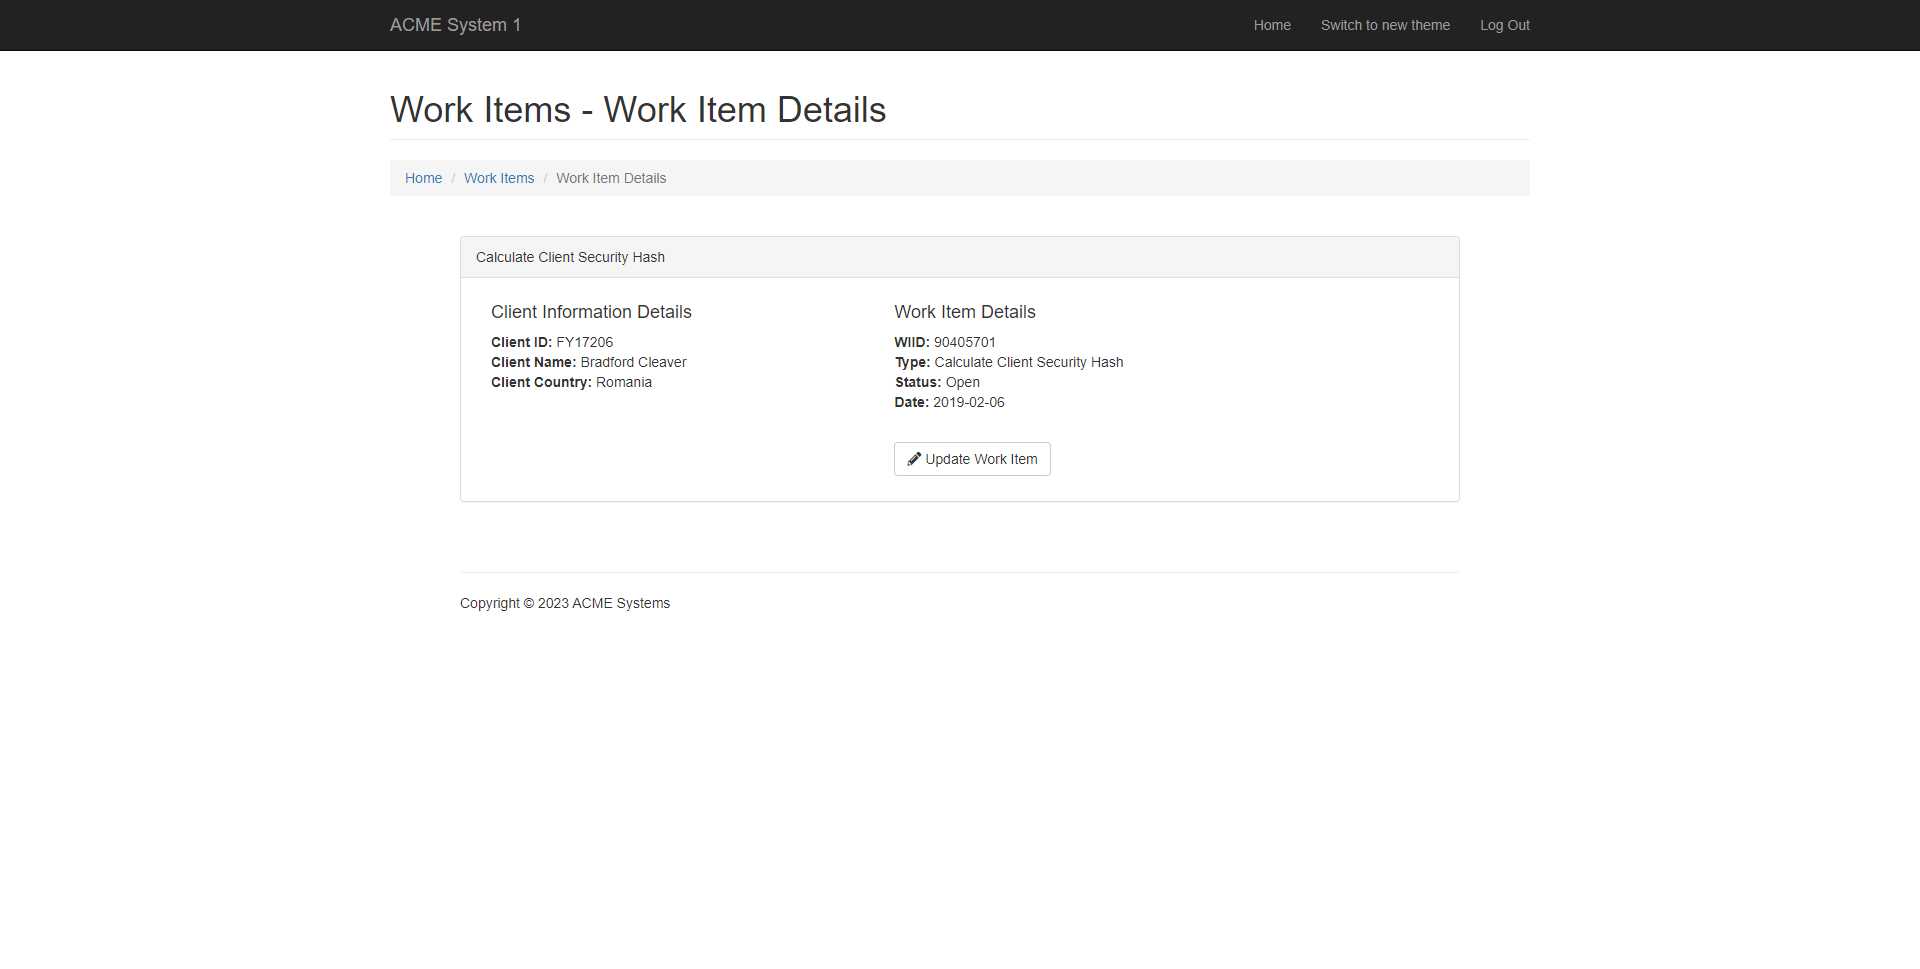 ACME System 1
Home
Switch to new theme
Log Out
Work Items - Work Item Details
Home / Work Items / Work Item Details
Calculate Client Security Hash
Client Information Details
Client ID: FY17206
Client Name: Bradford Cleaver
Client Country: Romania
Work Item Details
WIID: 90405701
Type: Calculate Client Security Hash
Status: Open
Date: 2019-02-06
Update Work Item
Copyright © 2023 ACME Systems